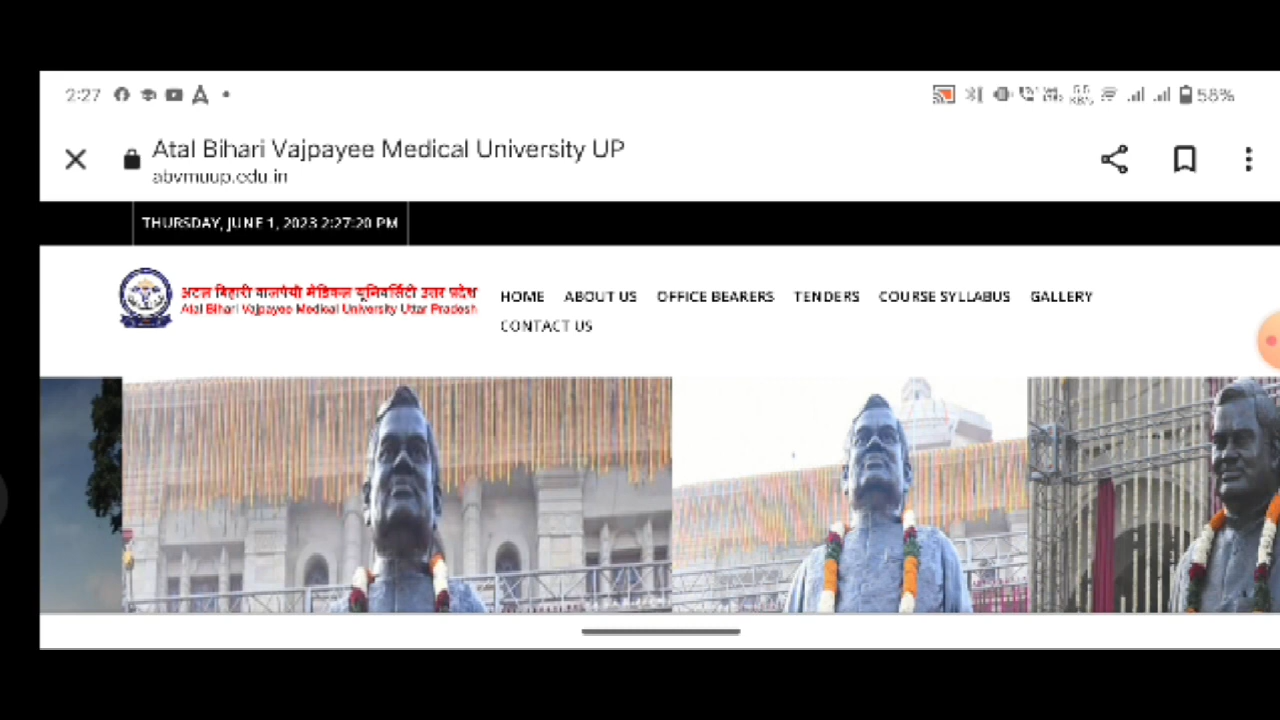 2:27
58%
Atal Bihari Vajpayee Medical University UP
abvmuup.edu.in
THURSDAY, JUNE 1, 2023 2:27:20 PM
अटल बिहारी वाजपेयी मेडिकल यूनिवर्सिटी उत्तर प्रदेश
Atal Bihari Vajpayee Medical University Uttar Pradesh
HOME ABOUT US OFFICE BEARERS TENDERS COURSE SYLLABUS GALLERY
CONTACT US